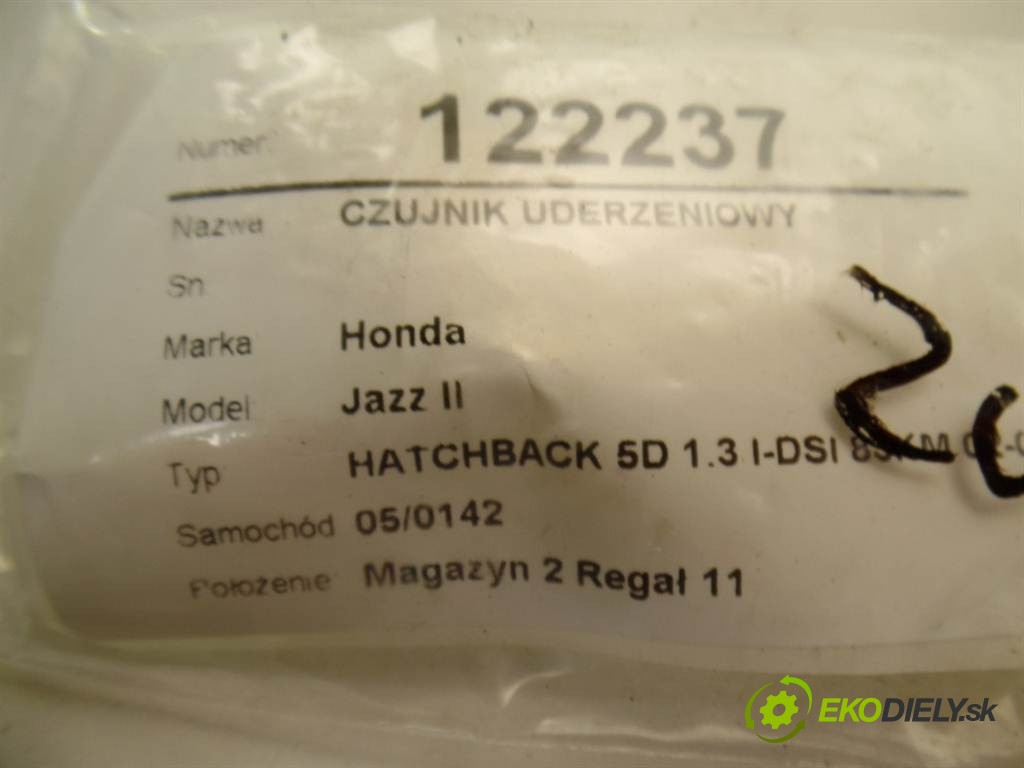 Numer 122237
Nazwa CZUJNIK UDERZENIOWY
Sn
Marka Honda
Model Jazz II
Typ HATCHBACK 5D 1.3 I-DSI
Samochód 05/0142
Położenie Magazyn 2 Regał 11
EKODIELY.sk